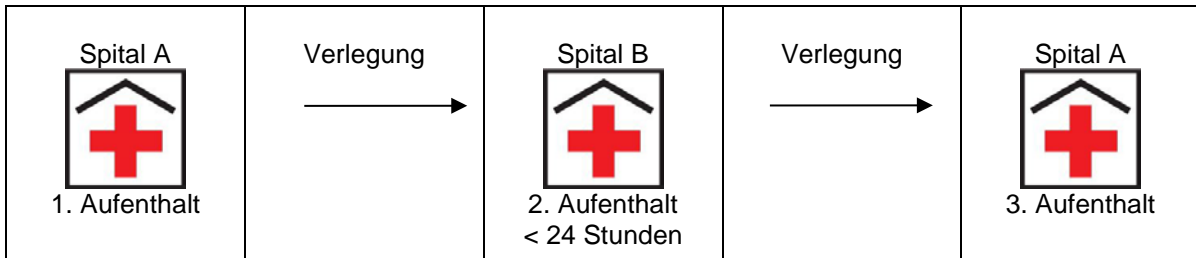 Spital A
1. Aufenthalt
Verlegung
Spital B
2. Aufenthalt
< 24 Stunden
Verlegung
Spital A
3. Aufenthalt